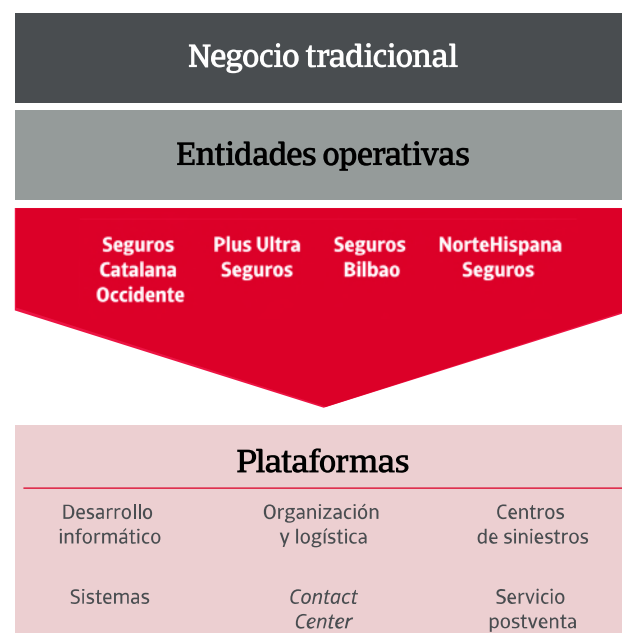 Negocio tradicional
Entidades operativas
Seguros
Catalana
Occidente
Plus Ultra
Seguros
Seguros
Bilbao
NorteHispana
Seguros
Plataformas
Desarrollo
informático
Organización
y logística
Centros
de siniestros
Sistemas
Contact
Center
Servicio
postventa